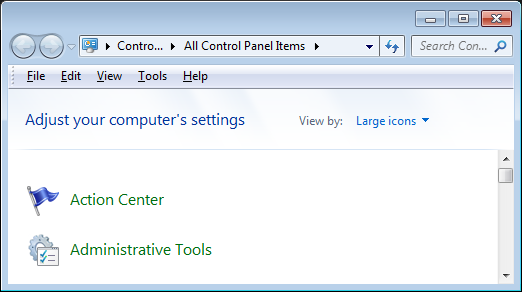 Contro... All Control Panel Items Search Con...
File Edit View Tools Help
Adjust your computer's settings View by: Large icons
Action Center
Administrative Tools